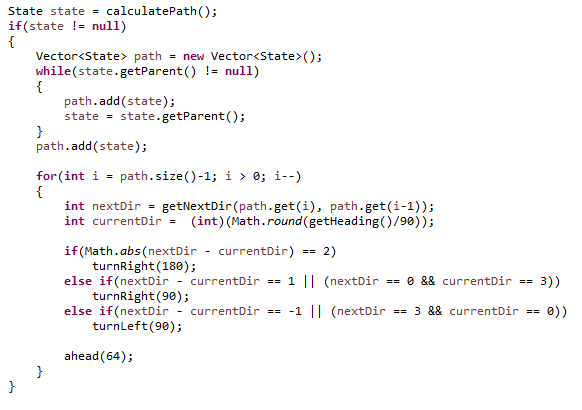 State state = calculatePath();
if(state != null)
{
    Vector<State> path = new Vector<State>();
    while(state.getParent() != null)
    {
        path.add(state);
        state = state.getParent();
    }
    path.add(state);

    for(int i = path.size()-1; i > 0; i--)
    {
        int nextDir = getNextDir(path.get(i), path.get(i-1));
        int currentDir =  (int)(Math.round(getHeading()/90));

        if(Math.abs(nextDir - currentDir) == 2)
            turnRight(180);
        else if(nextDir - currentDir == 1 || (nextDir == 0 && currentDir == 3))
            turnRight(90);
        else if(nextDir - currentDir == -1 || (nextDir == 3 && currentDir == 0))
            turnLeft(90);

        ahead(64);
    }
}